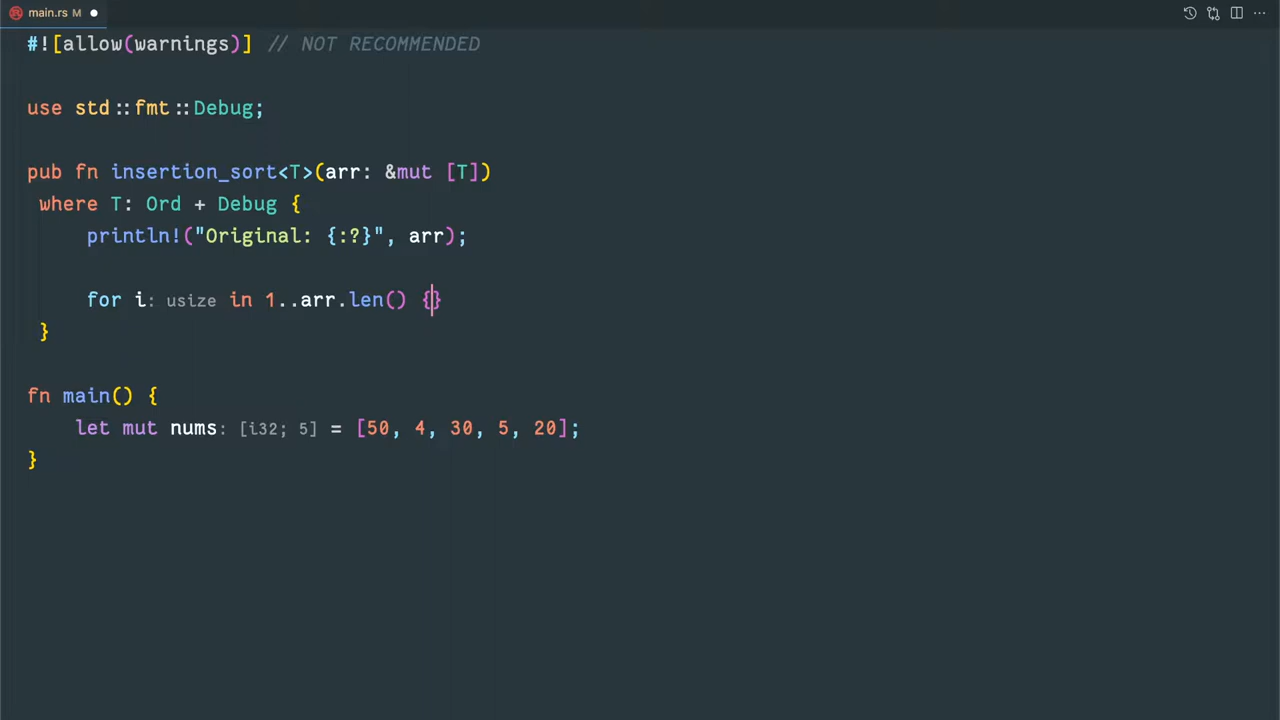 main.rs M
#![allow(warnings)] // NOT RECOMMENDED
use std::fmt::Debug;
pub fn insertion_sort<T>(arr: &mut [T])
where T: Ord + Debug {
println!("Original: {:?}", arr);
for i: usize in 1..arr.len() {}
}
fn main() {
let mut nums: [i32; 5] = [50, 4, 30, 5, 20];
}